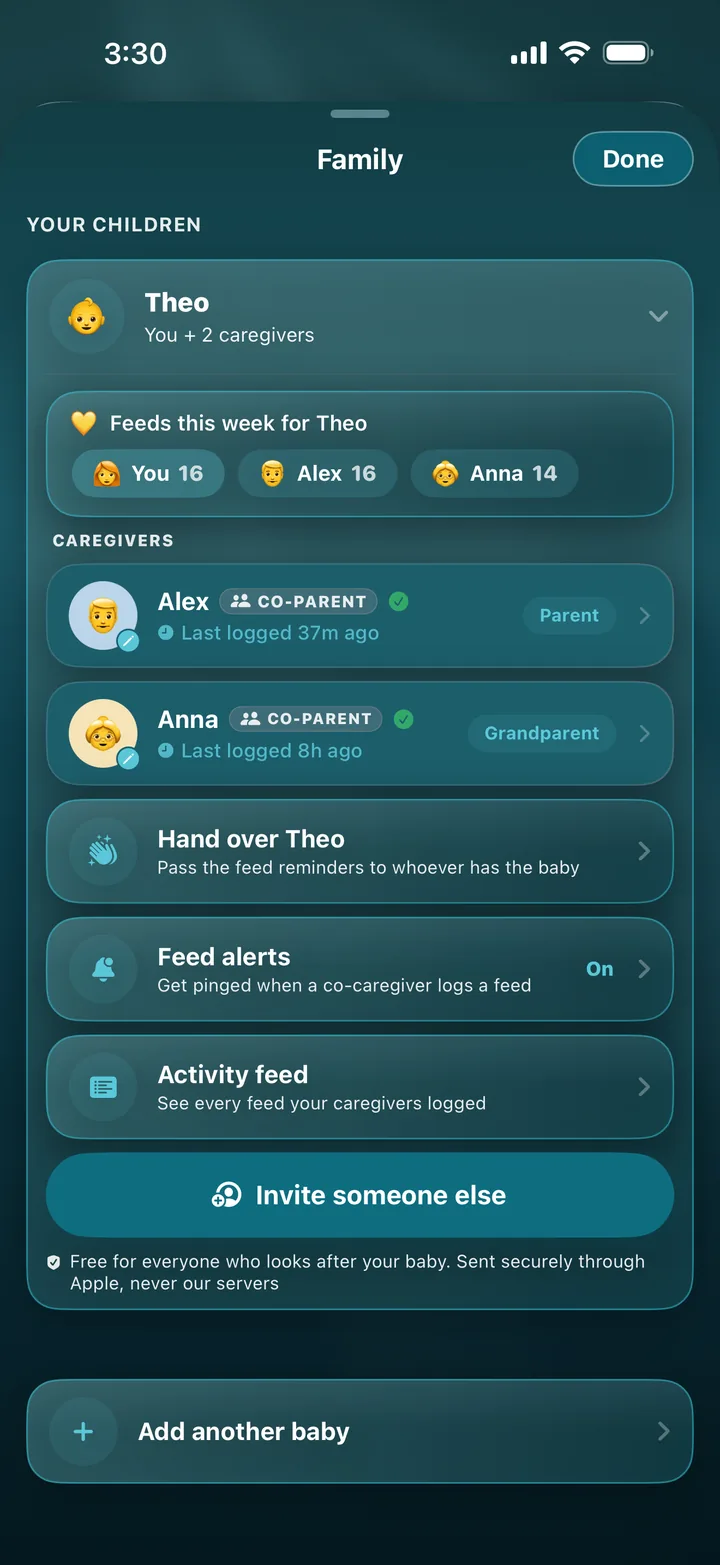 3:30
Family
Done
YOUR CHILDREN
Theo
You + 2 caregivers
Feeds this week for Theo
You 16
Alex 16
Anna 14
CAREGIVERS
Alex CO-PARENT
Last logged 37m ago
Parent
Anna CO-PARENT
Last logged 8h ago
Grandparent
Hand over Theo
Pass the feed reminders to whoever has the baby
Feed alerts
Get pinged when a co-caregiver logs a feed
On
Activity feed
See every feed your caregivers logged
Invite someone else
Free for everyone who looks after your baby. Sent securely through
Apple, never our servers
Add another baby